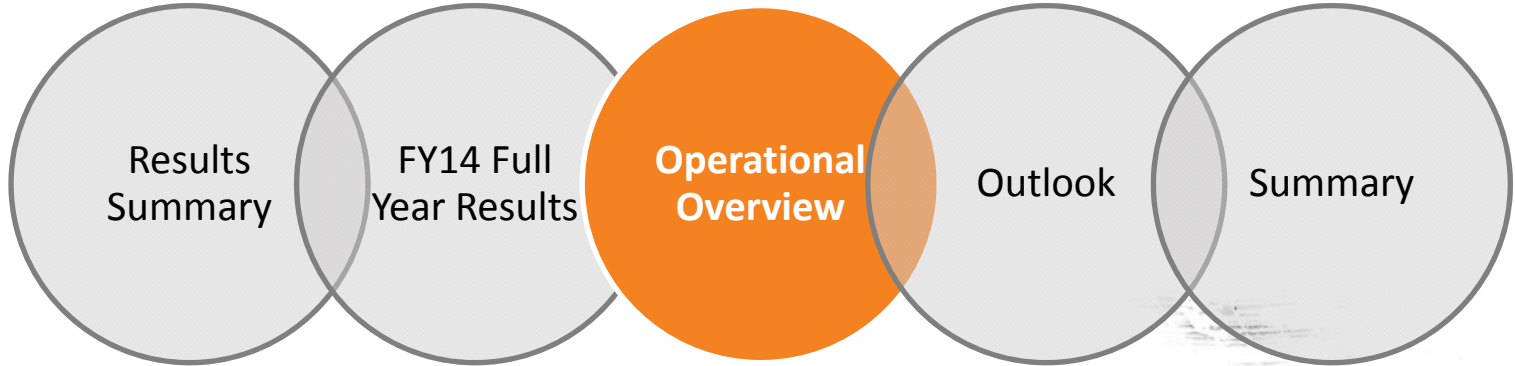 Results
Summary
FY14 Full
Year Results
Operational
Overview
Outlook
Summary